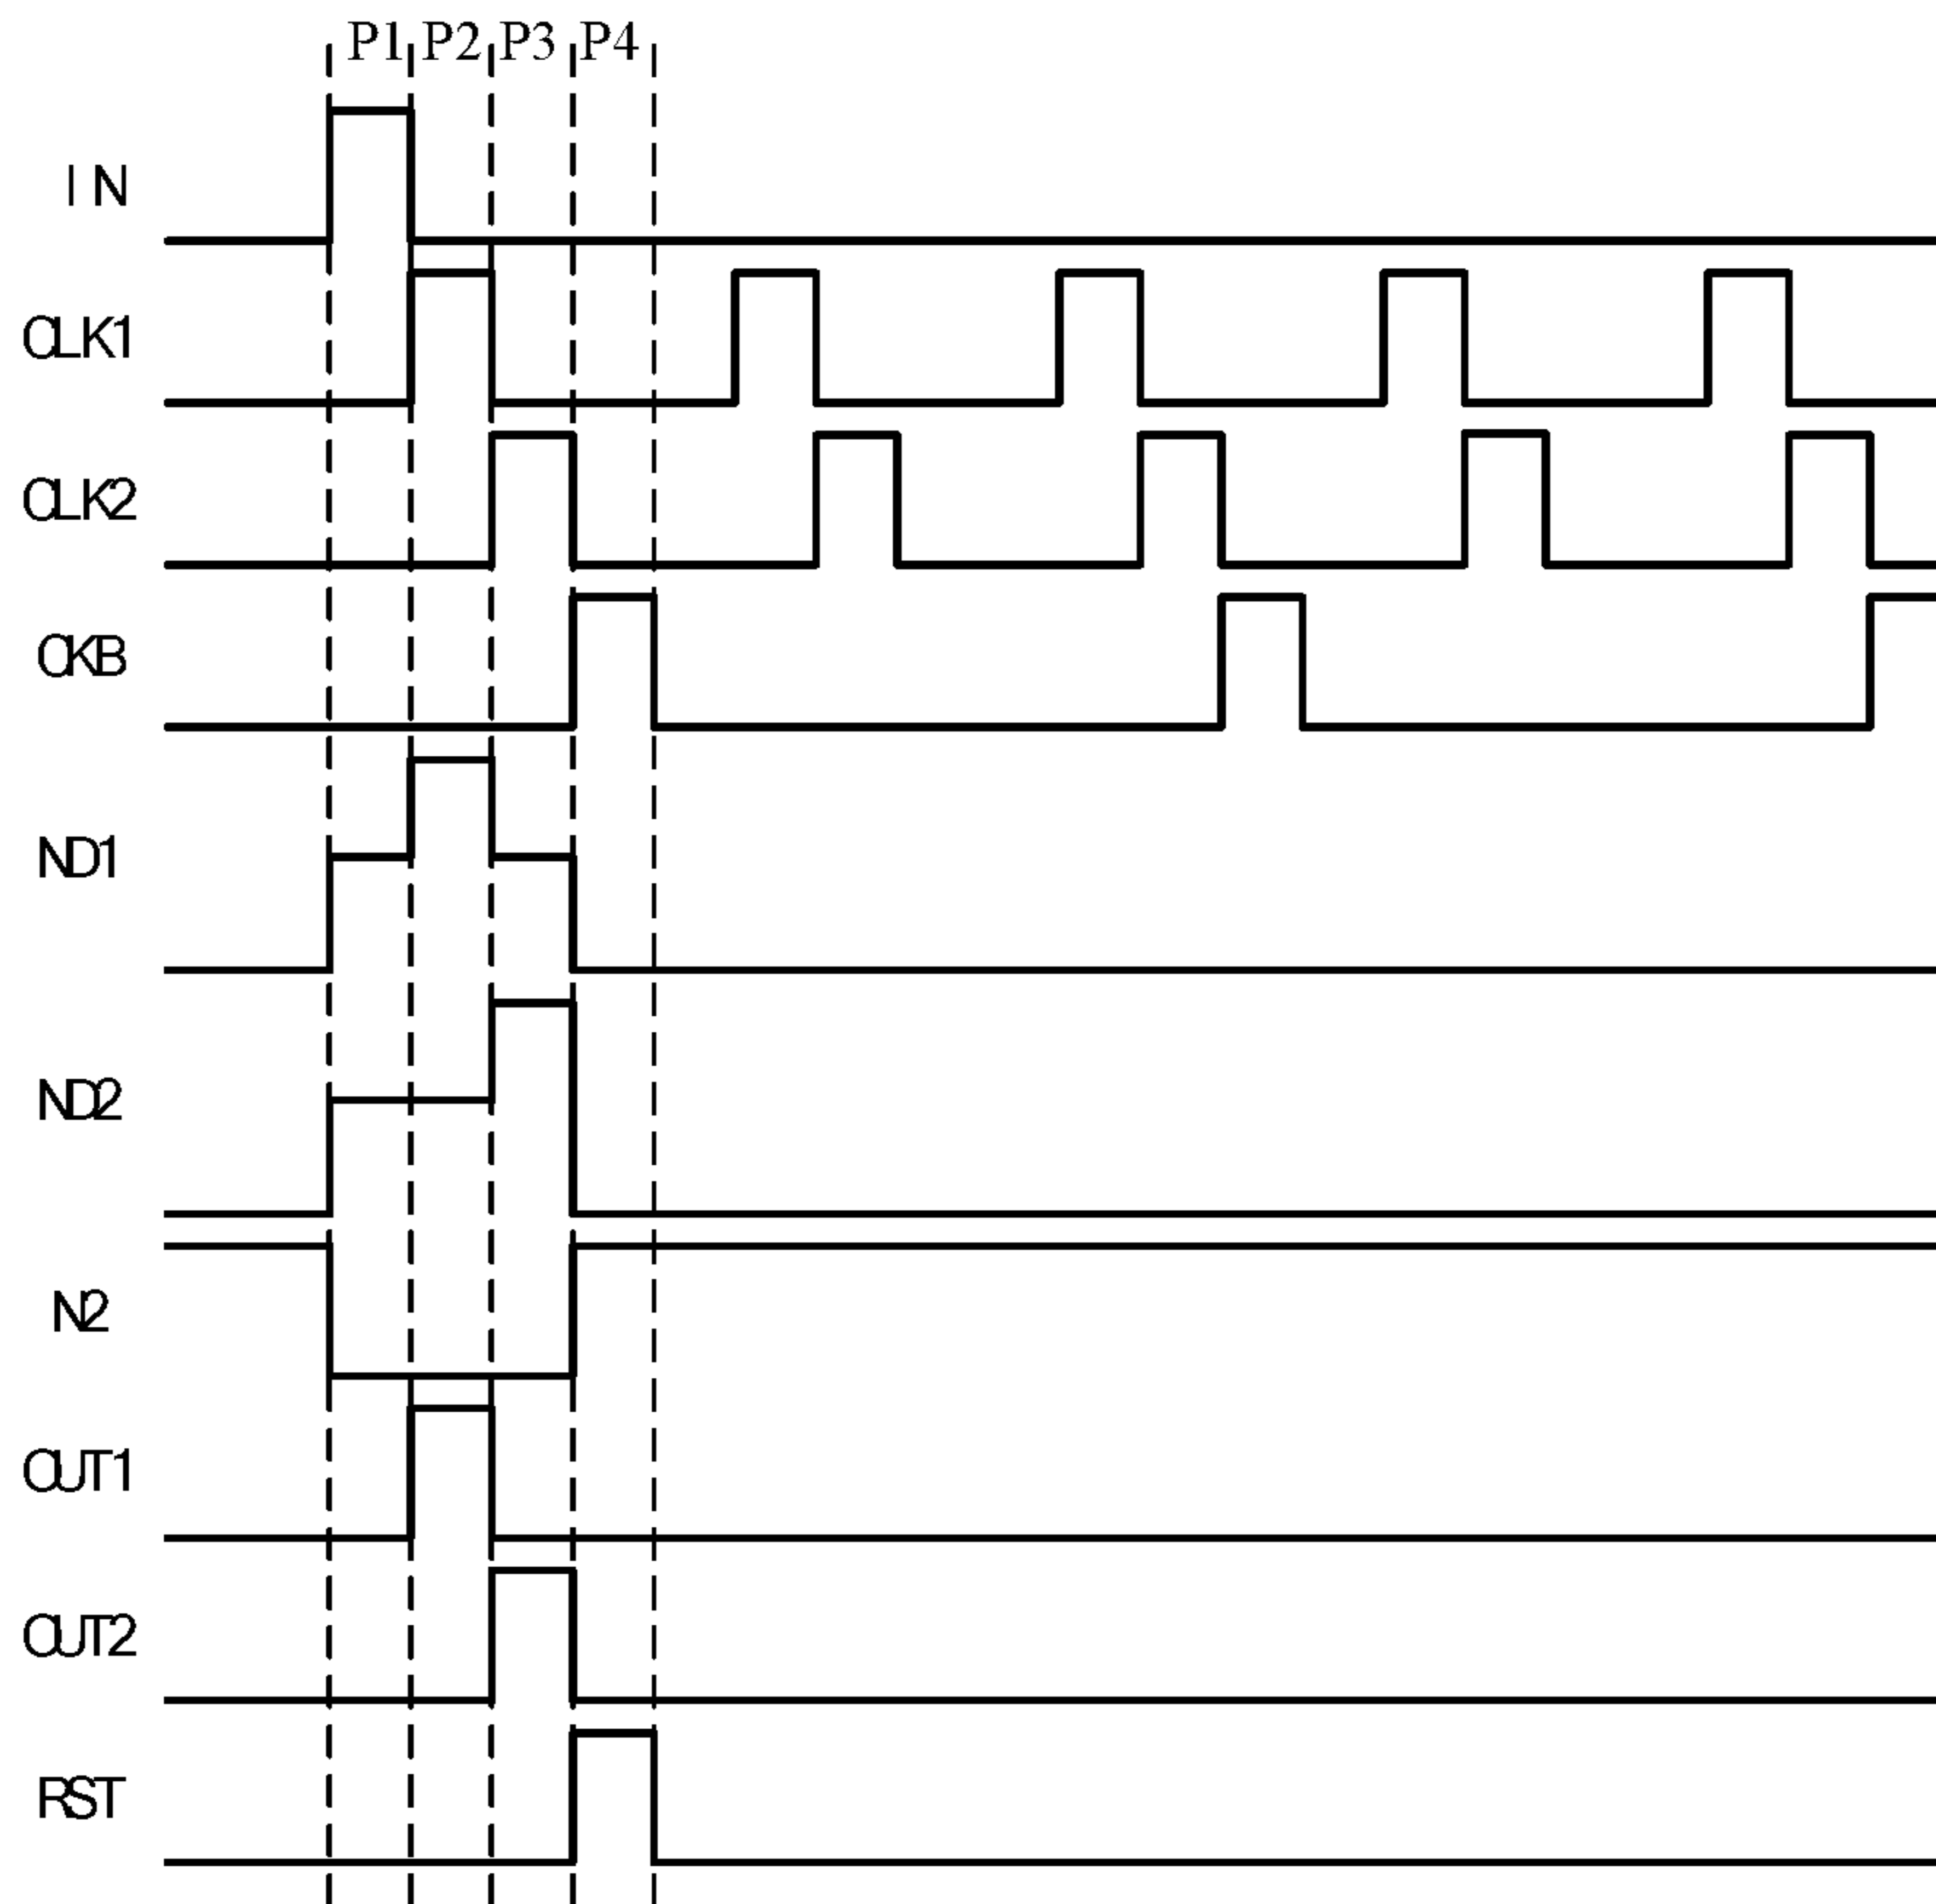 P1 P2 P3 P4
IN
CLK1
CLK2
CKB
ND1
ND2
N2
OUT1
OUT2
RST